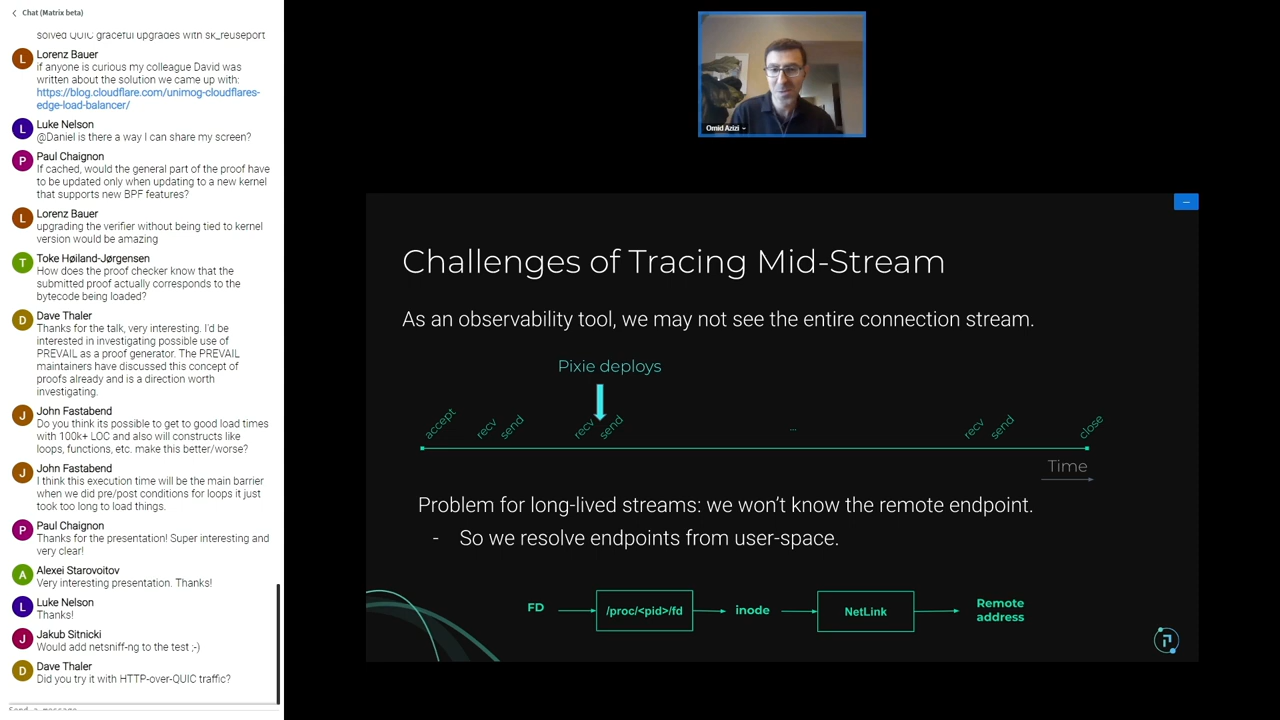 Chat (Matrix beta)
solved QUIC graceful upgrades with sk_reuseport
Lorenz Bauer
if anyone is curious my colleague David was
written about the solution we came up with:
https://blog.cloudflare.com/unimog-cloudflares-
edge-load-balancer/
L
Luke Nelson
@Daniel is there a way I can share my screen?
L
Paul Chaignon
If cached, would the general part of the proof have
to be updated only when updating to a new kernel
that supports new BPF features?
P
Lorenz Bauer
upgrading the verifier without being tied to kernel
version would be amazing
L
Toke Høiland-Jørgensen
How does the proof checker know that the
submitted proof actually corresponds to the
bytecode being loaded?
T
Dave Thaler
Thanks for the talk, very interesting. I'd be
interested in investigating possible use of
PREVAIL as a proof generator. The PREVAIL
maintainers have discussed this concept of
proofs already and is a direction worth
investigating.
D
John Fastabend
Do you think its possible to get to good load times
with 100k+ LOC and also will constructs like
loops, functions, etc. make this better/worse?
J
John Fastabend
I think this execution time will be the main barrier
when we did pre/post conditions for loops it just
took too long to load things.
J
Paul Chaignon
Thanks for the presentation! Super interesting and
very clear!
P
Alexei Starovoitov
Very interesting presentation. Thanks!
A
Luke Nelson
Thanks!
L
Jakub Sitnicki
Would add netsniff-ng to the test ;-)
J
Dave Thaler
Did you try it with HTTP-over-QUIC traffic?
D
Send a message
Omid Azizi
Challenges of Tracing Mid-Stream
As an observability tool, we may not see the entire connection stream.
Pixie deploys
accept recv send recv send ... recv send close
Time
Problem for long-lived streams: we won't know the remote endpoint.
- So we resolve endpoints from user-space.
FD /proc/<pid>/fd inode NetLink Remote
address